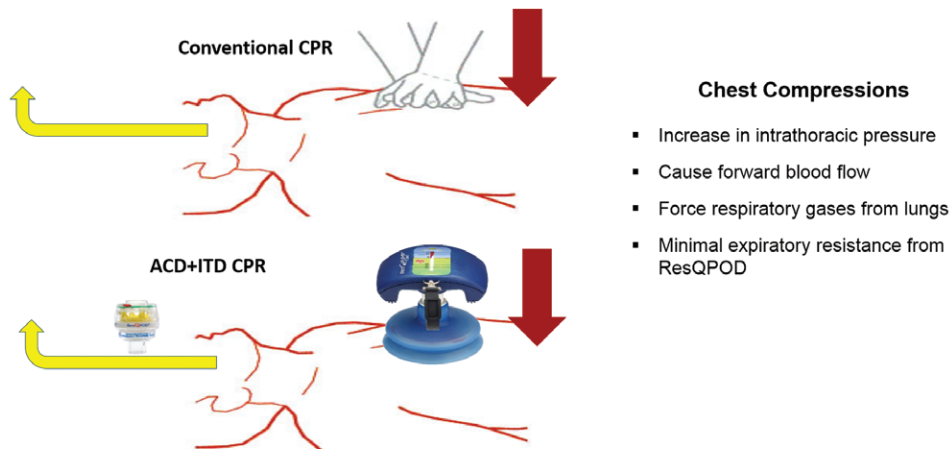 Conventional CPR
ACD+ITD CPR
Chest Compressions
▪ Increase in intrathoracic pressure
▪ Cause forward blood flow
▪ Force respiratory gases from lungs
▪ Minimal expiratory resistance from
ResQPOD